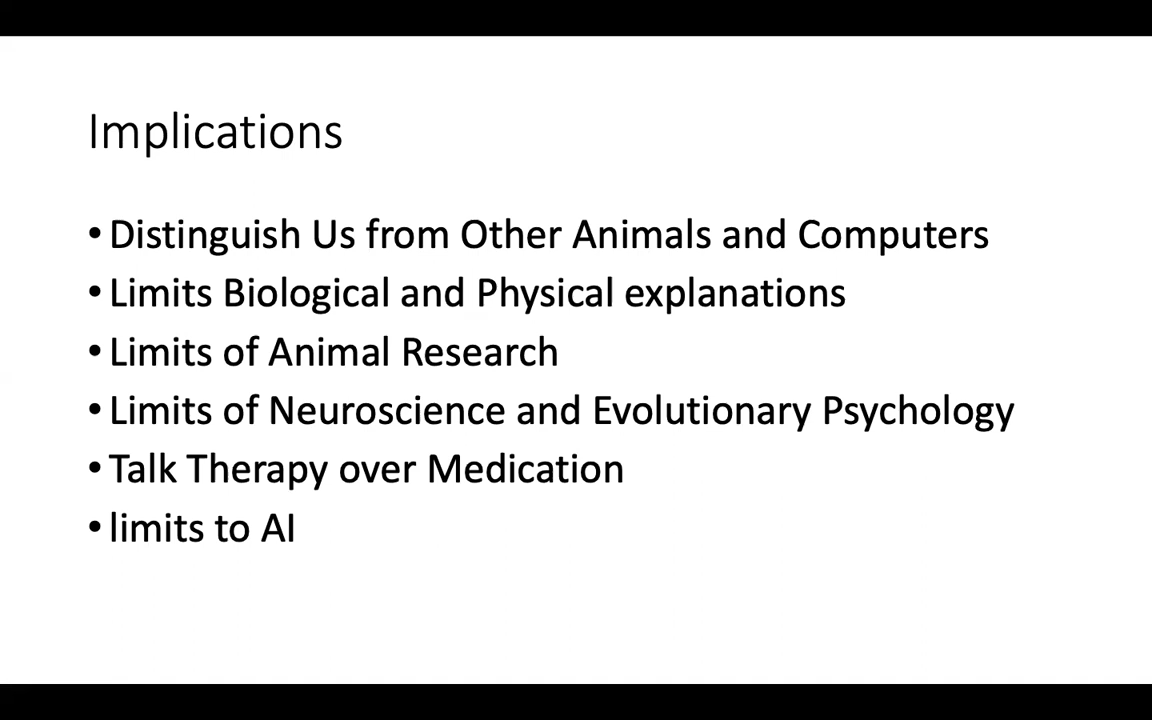 Implications
• Distinguish Us from Other Animals and Computers
• Limits Biological and Physical explanations
• Limits of Animal Research
• Limits of Neuroscience and Evolutionary Psychology
• Talk Therapy over Medication
• limits to AI